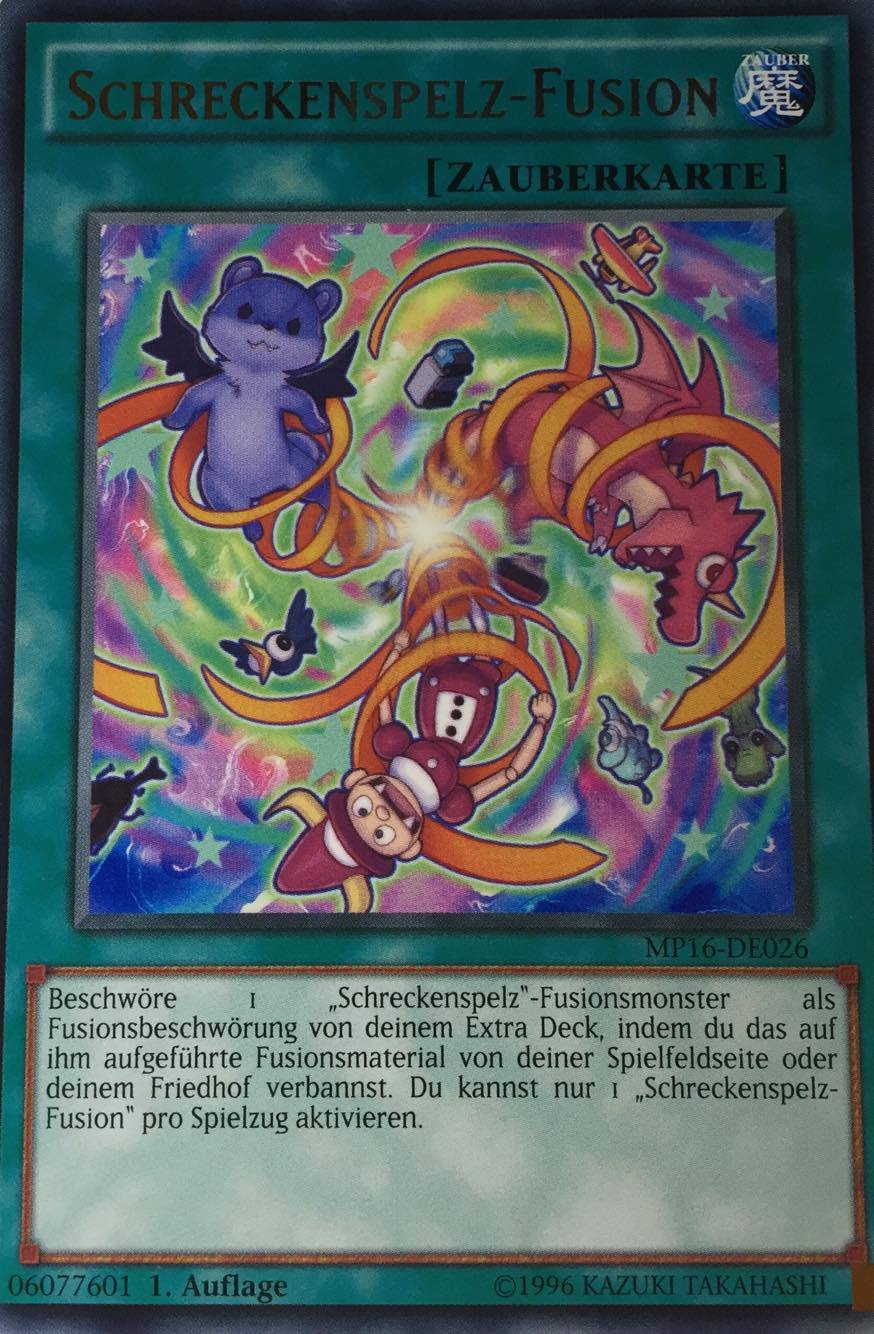 SCHRECKENSPELZ-FUSION
ZAUBER
魔
[ZAUBERKARTE]
MP16-DE026
Beschwöre 1 „Schreckenspelz"-Fusionsmonster als
Fusionsbeschwörung von deinem Extra Deck, indem du das auf
ihm aufgeführte Fusionsmaterial von deiner Spielfeldseite oder
deinem Friedhof verbannst. Du kannst nur 1 „Schreckenspelz-
Fusion" pro Spielzug aktivieren.
06077601 1. Auflage
©1996 KAZUKI TAKAHASHI